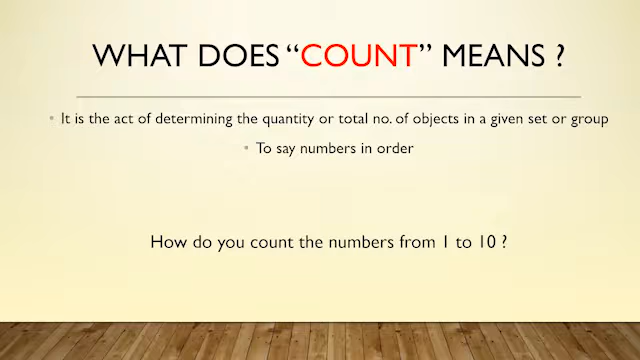 WHAT DOES “COUNT” MEANS ?
• It is the act of determining the quantity or total no. of objects in a given set or group
• To say numbers in order
How do you count the numbers from 1 to 10 ?